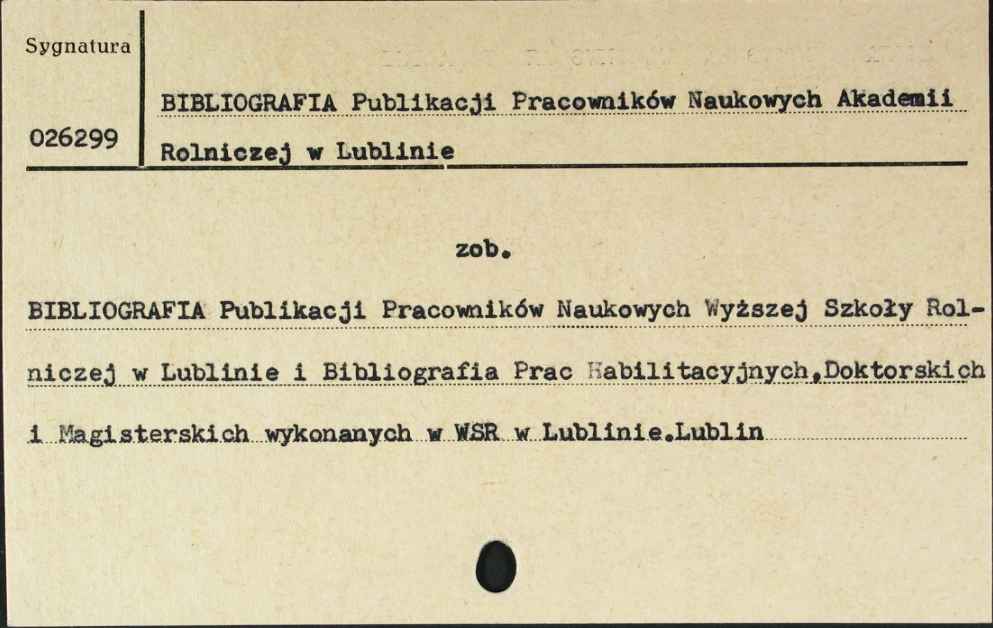 Sygnatura
BIBLIOGRAFIA Publikacji Pracowników Naukowych Akademii
026299
Rolniczej w Lublinie
zob.
BIBLIOGRAFIA Publikacji Pracowników Naukowych Wyższej Szkoły Rol-
niczej w Lublinie i Bibliografia Prac Habilitacyjnych,Doktorskich
i Magisterskich wykonanych w WSR w Lublinie.Lublin